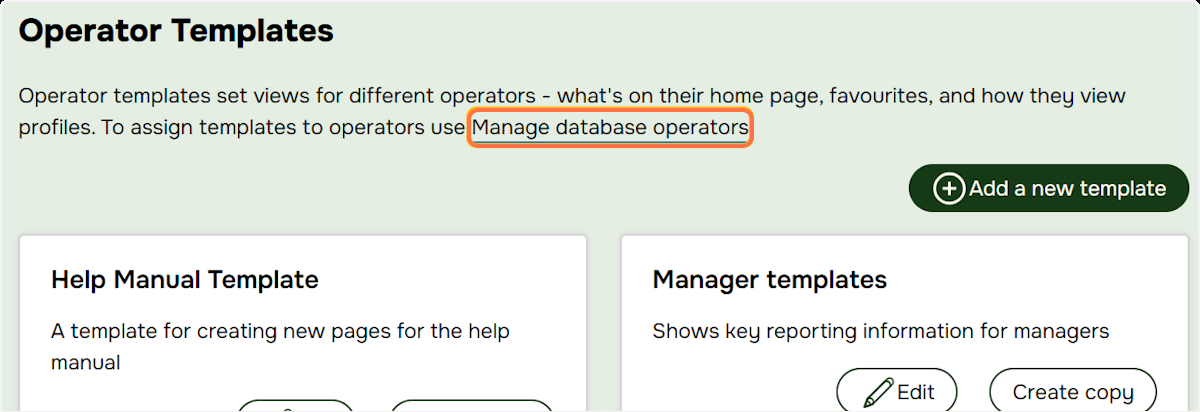 Operator Templates
Operator templates set views for different operators - what's on their home page, favourites, and how they view
profiles. To assign templates to operators use Manage database operators
Add a new template
Help Manual Template
A template for creating new pages for the help
manual
Manager templates
Shows key reporting information for managers
Edit
Create copy